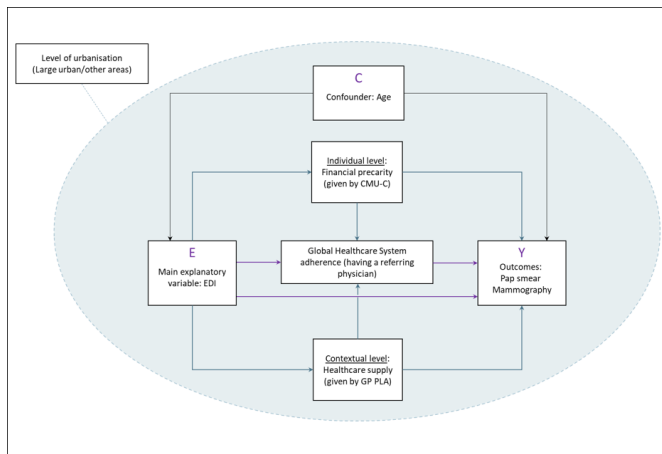 Level of urbanisation
(Large urban/other areas)
C
Confounder: Age
Individual level:
Financial precarity
(given by CMU-C)
E
Main explanatory
variable: EDI
Global Healthcare System
adherence (having a referring
physician)
Y
Outcomes:
Pap smear
Mammography
Contextual level:
Healthcare supply
(given by GP PLA)